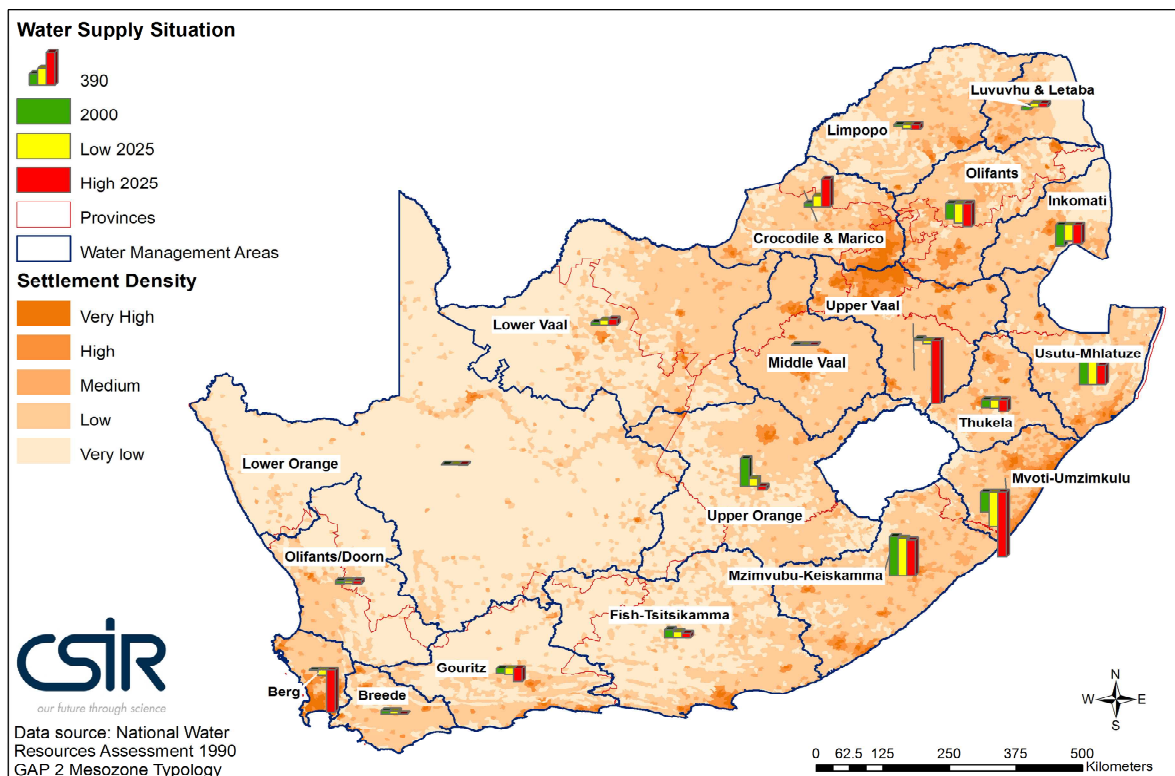 Water Supply Situation
390
2000
Low 2025
High 2025
Provinces
Water Management Areas
Settlement Density
Very High
High
Medium
Low
Very low
Luvuvhu & Letaba
Limpopo
Olifants
Inkomati
Crocodile & Marico
Upper Vaal
Lower Vaal
Middle Vaal
Usutu-Mhlatuze
Thukela
Lower Orange
Mvoti-Umzimkulu
Upper Orange
Olifants/Doorn
Mzimvubu-Keiskamma
Fish-Tsitsikamma
Gouritz
Berg
Breede
CSIR
our future through science
Data source: National Water
Resources Assessment 1990
GAP 2 Mesozone Typology
N
W E
S
0 62.5 125 250 375 500
Kilometers